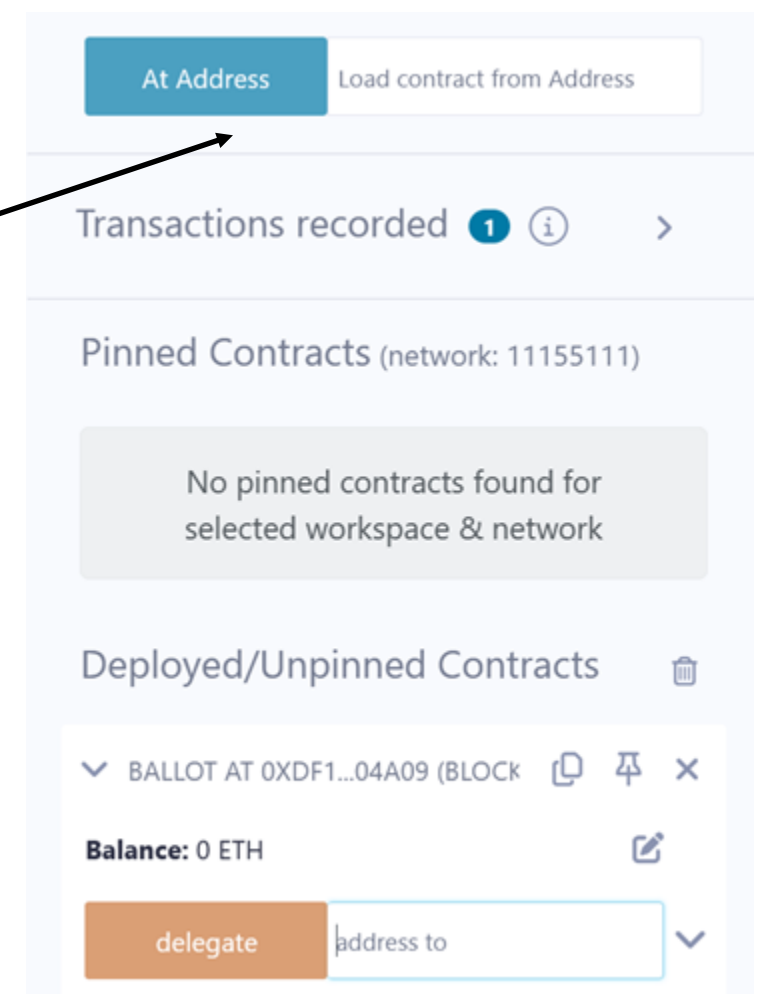 At Address Load contract from Address
Transactions recorded 1 i
Pinned Contracts (network: 11155111)
No pinned contracts found for
selected workspace & network
Deployed/Unpinned Contracts
BALLOT AT 0XDF1...04A09 (BLOCK
Balance: 0 ETH
delegate address to